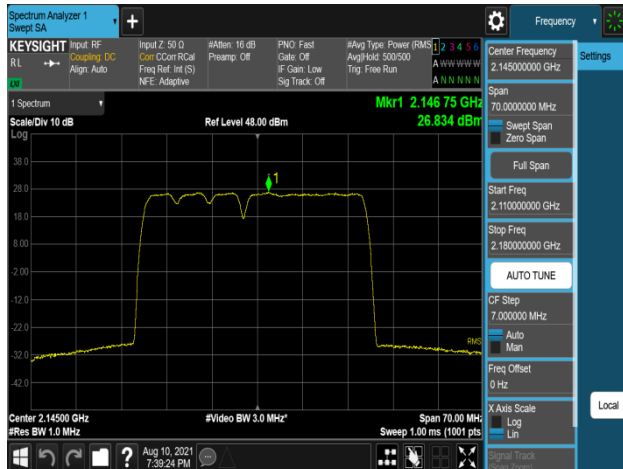 Spectrum Analyzer 1
Swept SA
Frequency
KEYSIGHT
RL
Input: RF
Coupling: DC
Align: Auto
Input Z: 50 Ω
Corr CCorr RCal
Freq Ref: Int (S)
NFE: Adaptive
#Atten: 16 dB
Preamp: Off
PNO: Fast
Gate: Off
IF Gain: Low
Sig Track: Off
#Avg Type: Power (RMS
Avg|Hold: 500/500
Trig: Free Run
1 2 3 4 5 6
A W W W W W
A N N N N N
1 Spectrum
Scale/Div 10 dB
Ref Level 48.00 dBm
Mkr1 2.146 75 GHz
26.834 dBm
Log
38.0
28.0
18.0
8.00
-2.00
-12.0
-22.0
-32.0
-42.0
1
RMS
Center 2.14500 GHz
#Res BW 1.0 MHz
#Video BW 3.0 MHz*
Span 70.00 MHz
Sweep 1.00 ms (1001 pts
Aug 10, 2021
7:39:24 PM
Center Frequency
2.145000000 GHz
Span
70.0000000 MHz
Swept Span
Zero Span
Full Span
Start Freq
2.110000000 GHz
Stop Freq
2.180000000 GHz
AUTO TUNE
CF Step
7.000000 MHz
Auto
Man
Freq Offset
0 Hz
X Axis Scale
Log
Lin
Signal Track
(Span Zoom)
Settings
Local